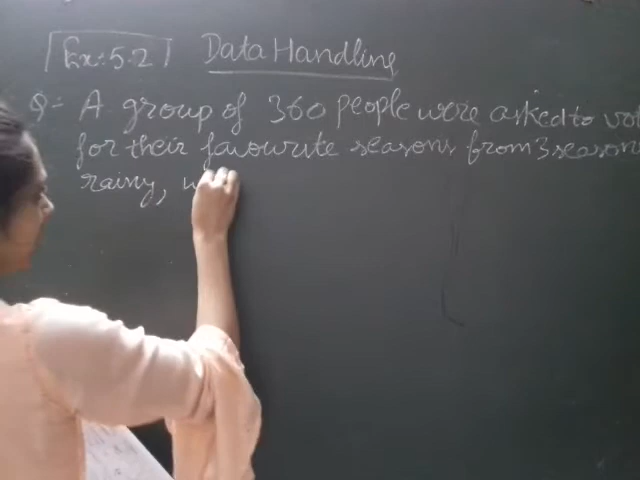 Ex:-5.2 Data Handling
Q:- A group of 360 people were asked to vot
for their favourite seasons from 3 seasons
rainy, w